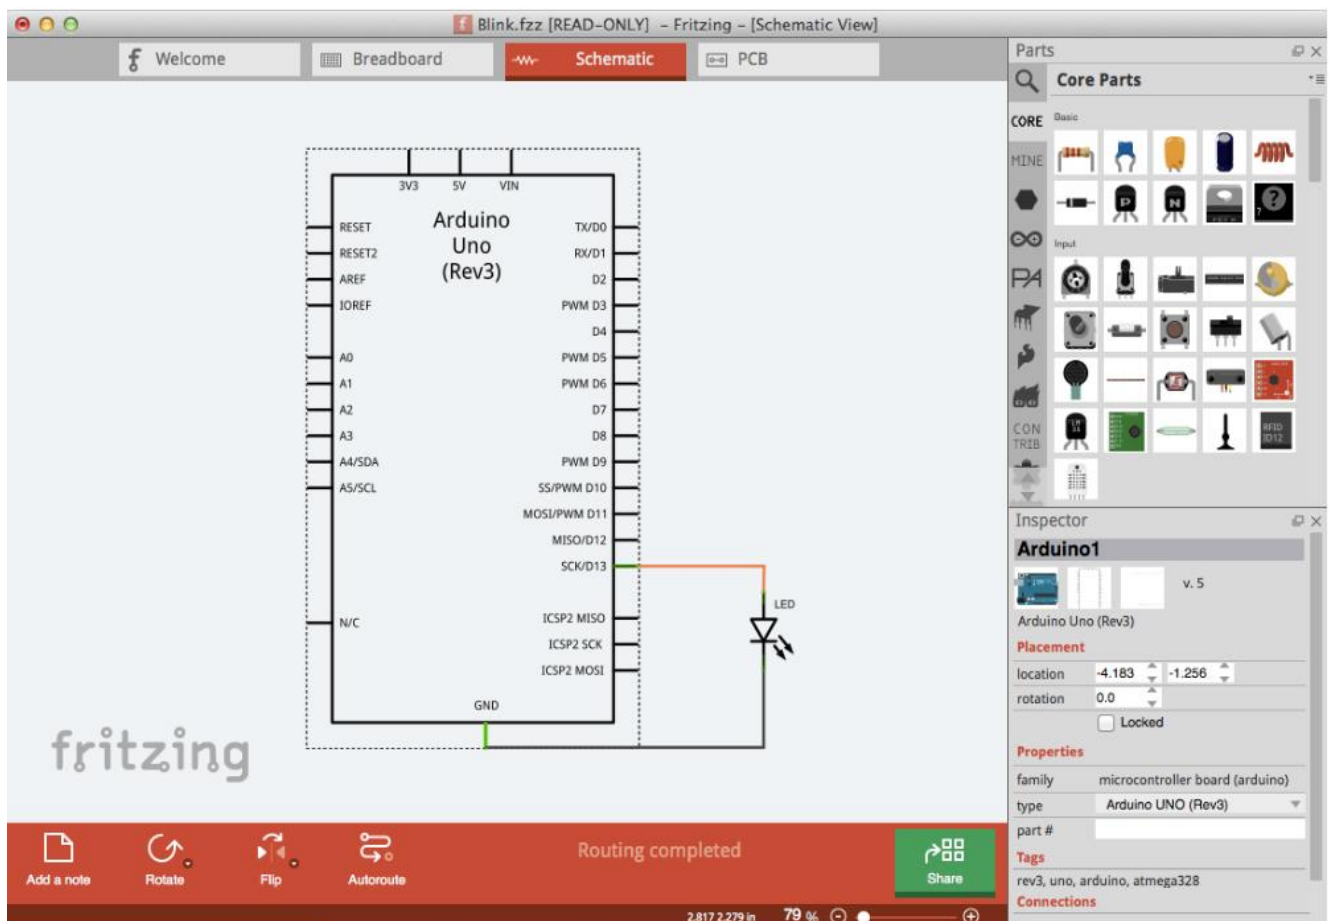 Blink.fzz [READ-ONLY] – Fritzing – [Schematic View]
Welcome
Breadboard
Schematic
PCB
Parts
Core Parts
CORE
Basic
MINE
Input
PA
CON
TRIB
RFID
ID12
3V3 5V VIN
Arduino
Uno
(Rev3)
RESET
RESET2
AREF
IOREF
A0
A1
A2
A3
A4/SDA
A5/SCL
N/C
TX/D0
RX/D1
D2
PWM D3
D4
PWM D5
PWM D6
D7
D8
PWM D9
SS/PWM D10
MOSI/PWM D11
MISO/D12
SCK/D13
ICSP2 MISO
ICSP2 SCK
ICSP2 MOSI
GND
LED
fritzing
Inspector
Arduino1
v. 5
Arduino Uno (Rev3)
Placement
location -4.183 -1.256
rotation 0.0
Locked
Properties
family microcontroller board (arduino)
type Arduino UNO (Rev3)
part #
Tags
rev3, uno, arduino, atmega328
Connections
Add a note
Rotate
Flip
Autoroute
Routing completed
Share
2.817 2.279 in 79 %